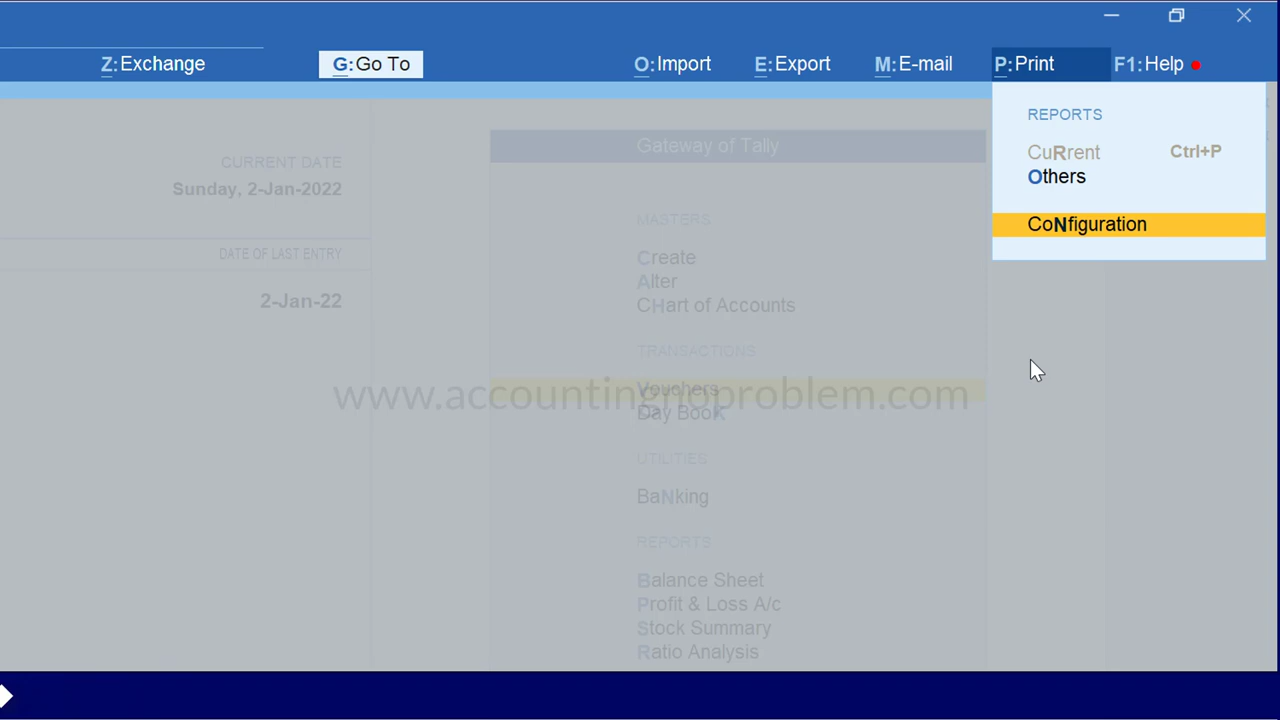 Z:Exchange
G:Go To
O:Import
E:Export
M:E-mail
P:Print
F1:Help
REPORTS
CuRrent Ctrl+P
Others
CoNfiguration
CURRENT DATE
Sunday, 2-Jan-2022
DATE OF LAST ENTRY
2-Jan-22
Gateway of Tally
MASTERS
Create
Alter
CHart of Accounts
TRANSACTIONS
Vouchers
Day BooK
www.accountingnoproblem.com
UTILITIES
BaNking
REPORTS
Balance Sheet
Profit & Loss A/c
Stock Summary
Ratio Analysis